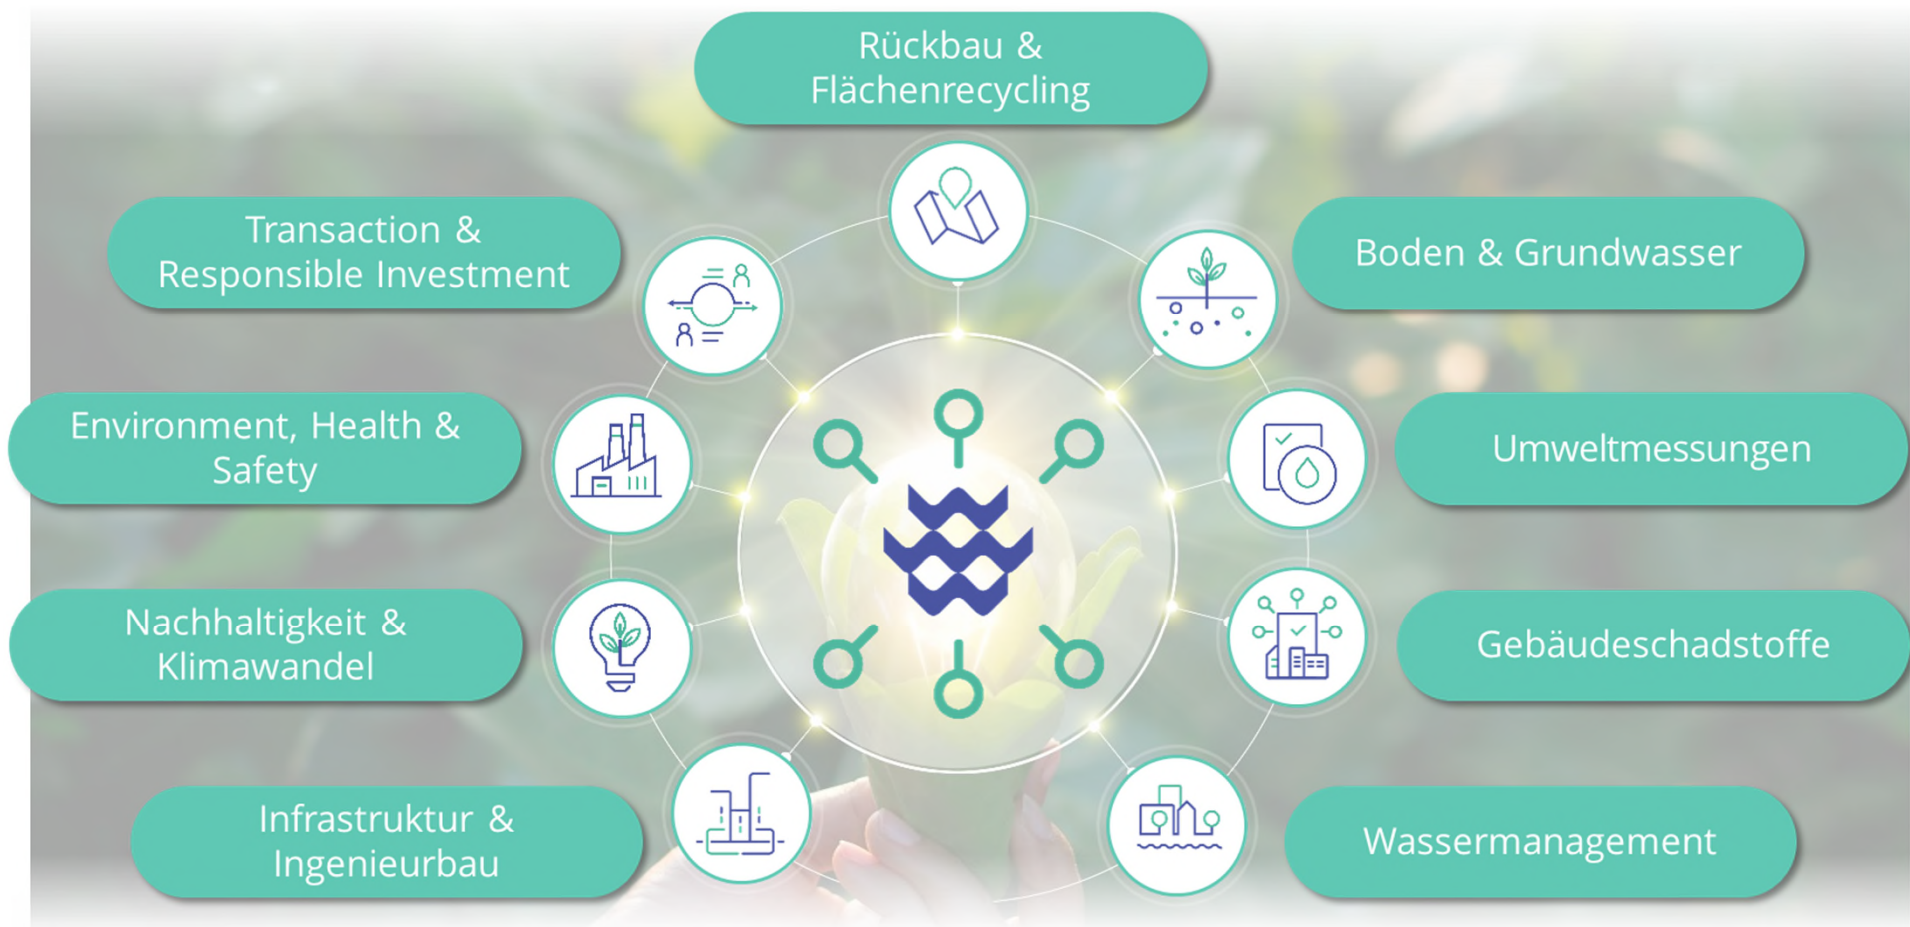 Rückbau &
Flächenrecycling
Transaction &
Responsible Investment
Boden & Grundwasser
Environment, Health &
Safety
Umweltmessungen
Nachhaltigkeit &
Klimawandel
Gebäudeschadstoffe
Infrastruktur &
Ingenieurbau
Wassermanagement